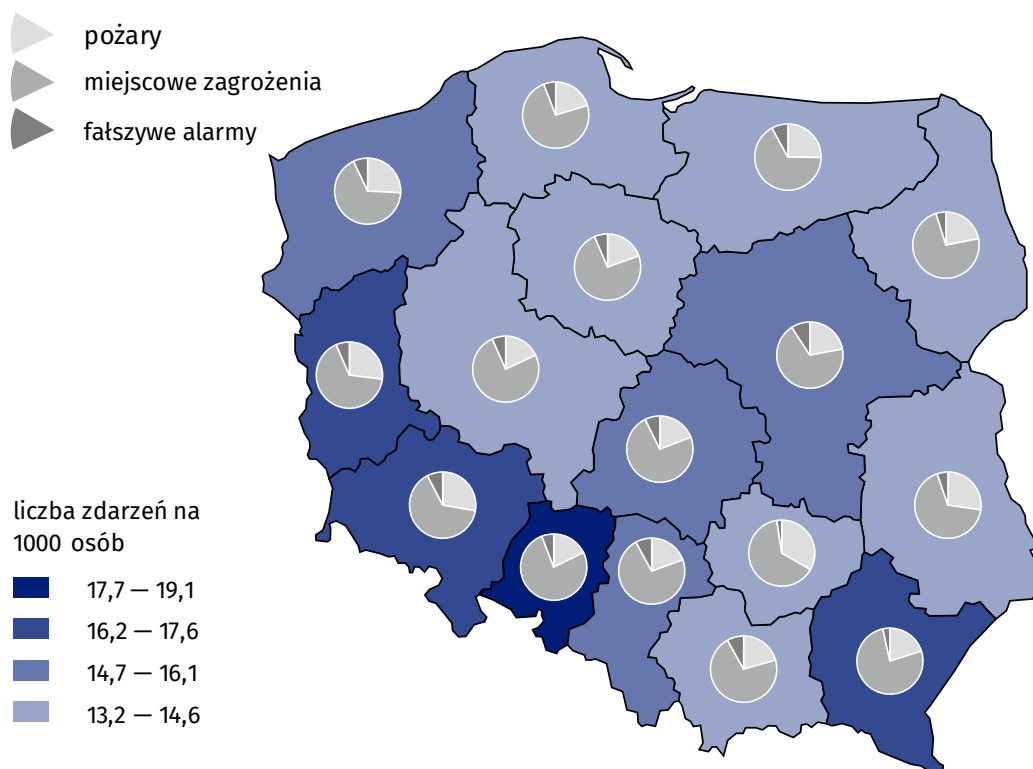 pożary
miejscowe zagrożenia
fałszywe alarmy
liczba zdarzeń na
1000 osób
17,7 — 19,1
16,2 — 17,6
14,7 — 16,1
13,2 — 14,6